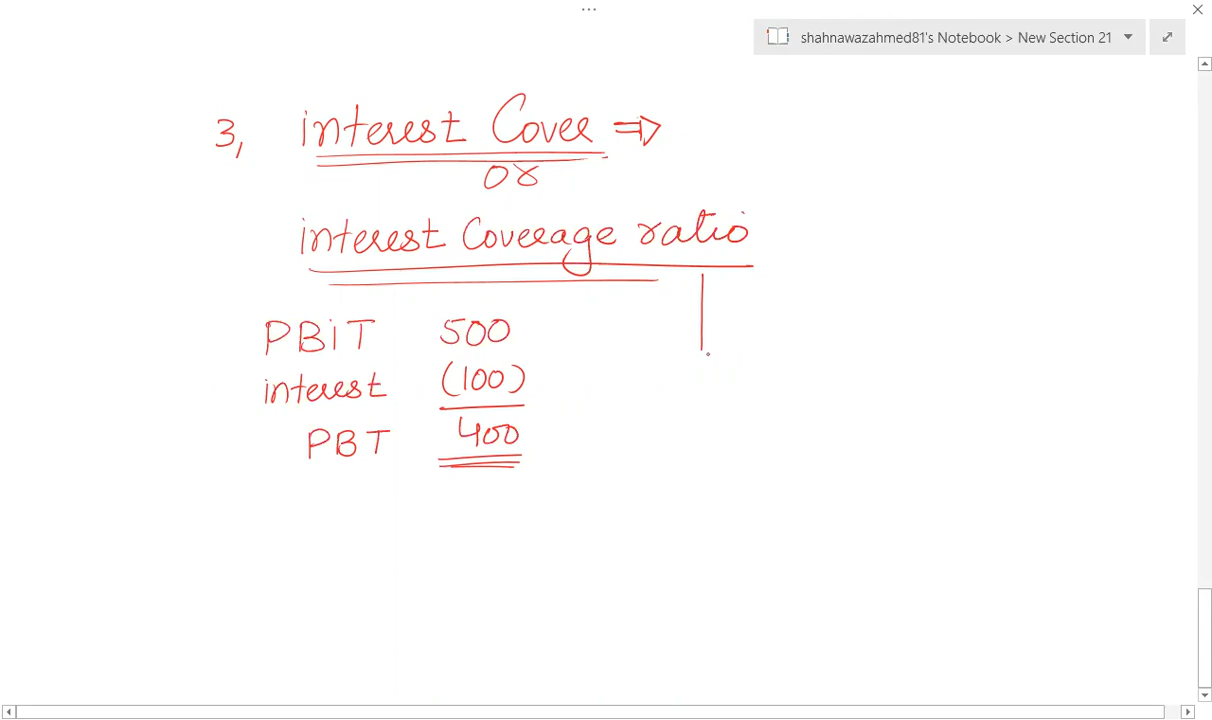 shahnawazahmed81's Notebook > New Section 21
3, interest Cover ⇒
or
interest Coverage ratio
PBiT 500
interest (100)
PBT 400